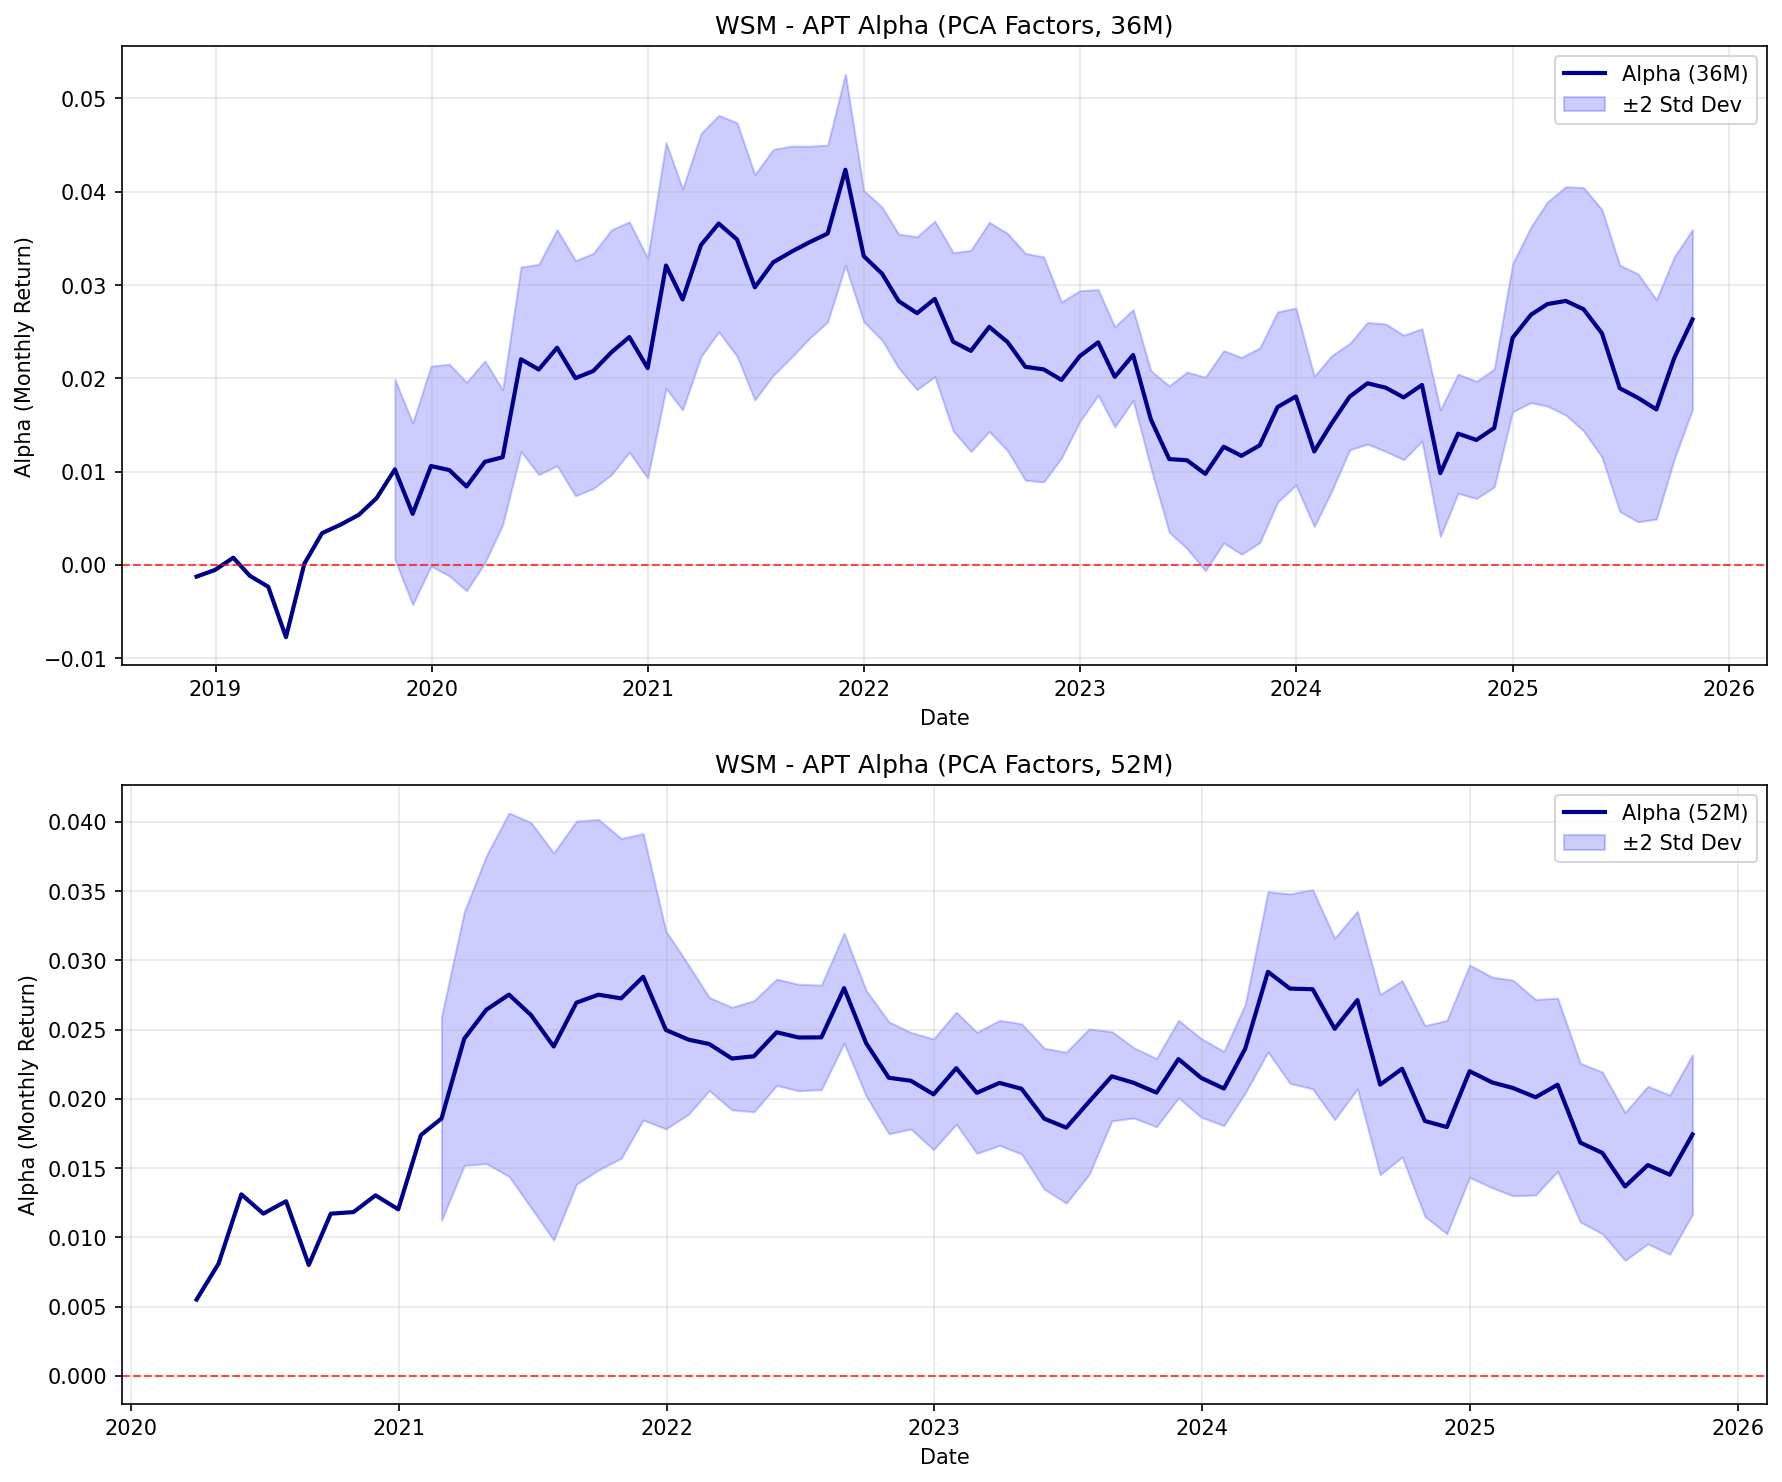 WSM - APT Alpha (PCA Factors, 36M)
Alpha (36M)
±2 Std Dev
Alpha (Monthly Return)
0.05
0.04
0.03
0.02
0.01
0.00
−0.01
2019 2020 2021 2022 2023 2024 2025 2026
Date
WSM - APT Alpha (PCA Factors, 52M)
Alpha (52M)
±2 Std Dev
Alpha (Monthly Return)
0.040
0.035
0.030
0.025
0.020
0.015
0.010
0.005
0.000
2020 2021 2022 2023 2024 2025 2026
Date